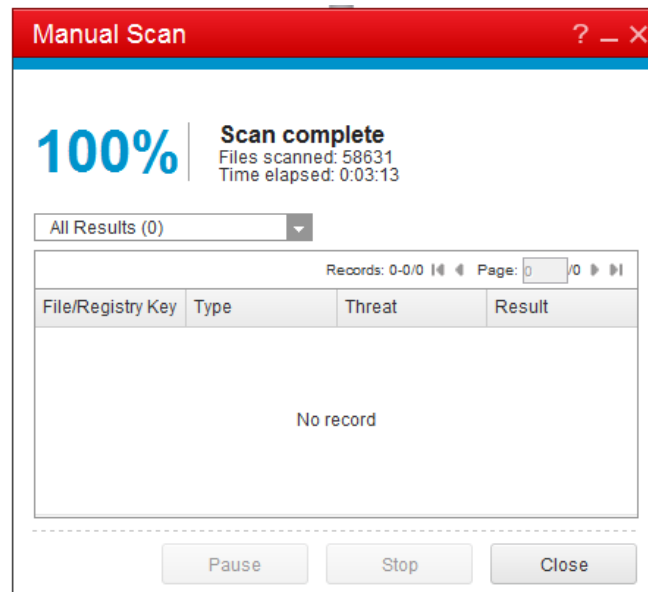 Manual Scan ? _ ×
100%
Scan complete
Files scanned: 58631
Time elapsed: 0:03:13
All Results (0)
Records: 0-0/0 Page: 0 /0
File/Registry Key Type Threat Result
No record
Pause Stop Close